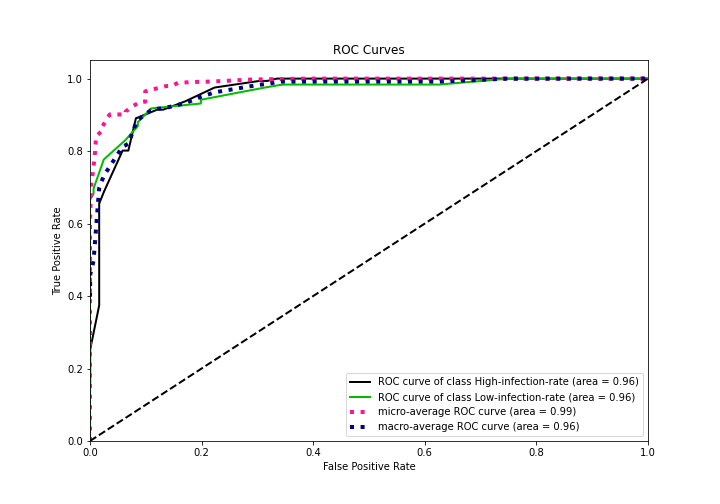 ROC Curves
1.0
0.8
0.6
0.4
0.2
0.0
True Positive Rate
0.0 0.2 0.4 0.6 0.8 1.0
False Positive Rate
ROC curve of class High-infection-rate (area = 0.96)
ROC curve of class Low-infection-rate (area = 0.96)
micro-average ROC curve (area = 0.99)
macro-average ROC curve (area = 0.96)